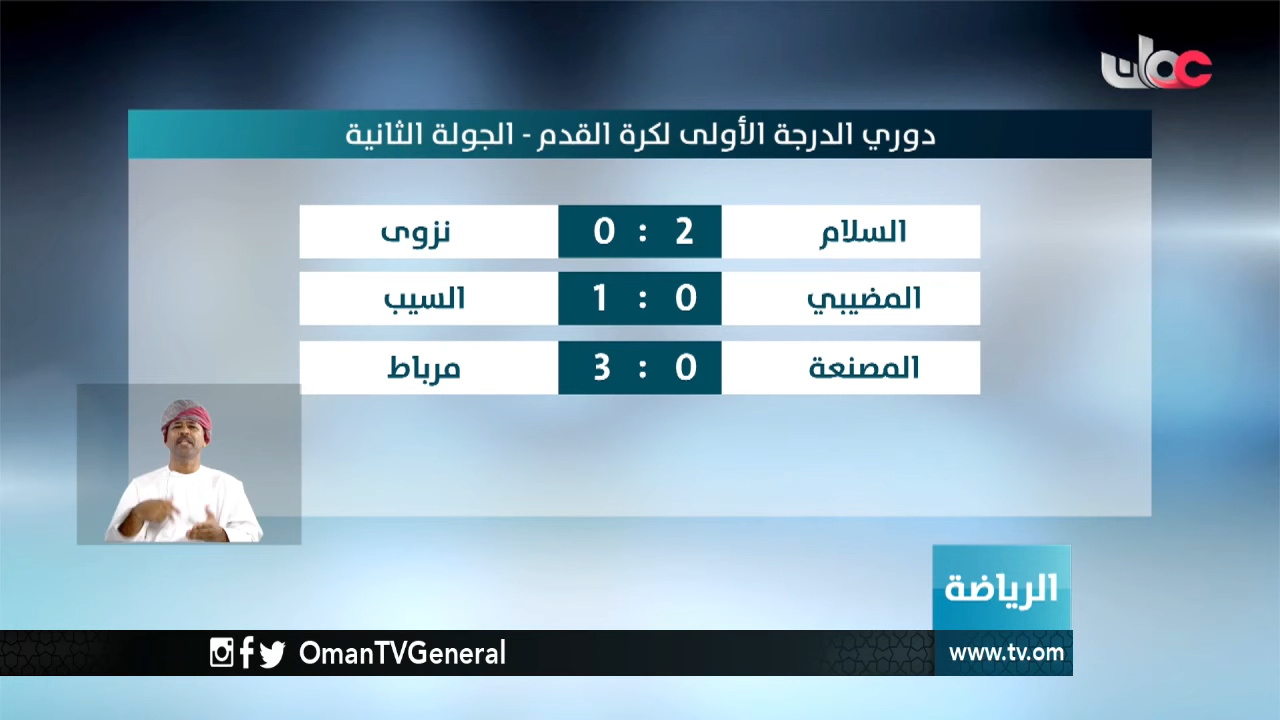 عمان
دوري الدرجة الأولى لكرة القدم - الجولة الثانية
السلام 2 : 0 نزوى
المضيبي 0 : 1 السيب
المصنعة 0 : 3 مرباط
الرياضة
OmanTVGeneral
www.tv.om